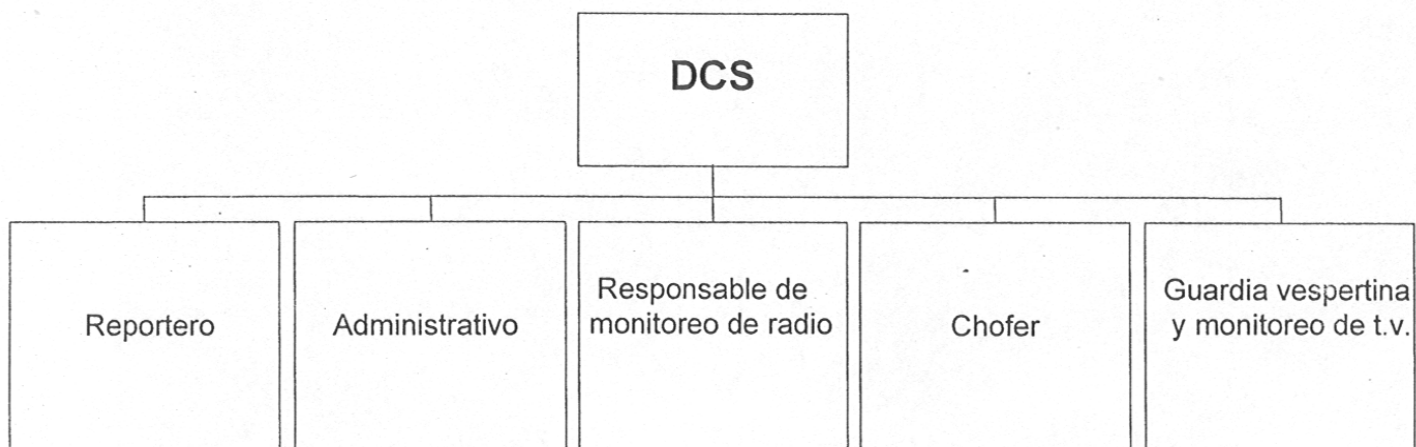 DCS
Reportero
Administrativo
Responsable de
monitoreo de radio
Chofer
Guardia vespertina
y monitoreo de t.v.